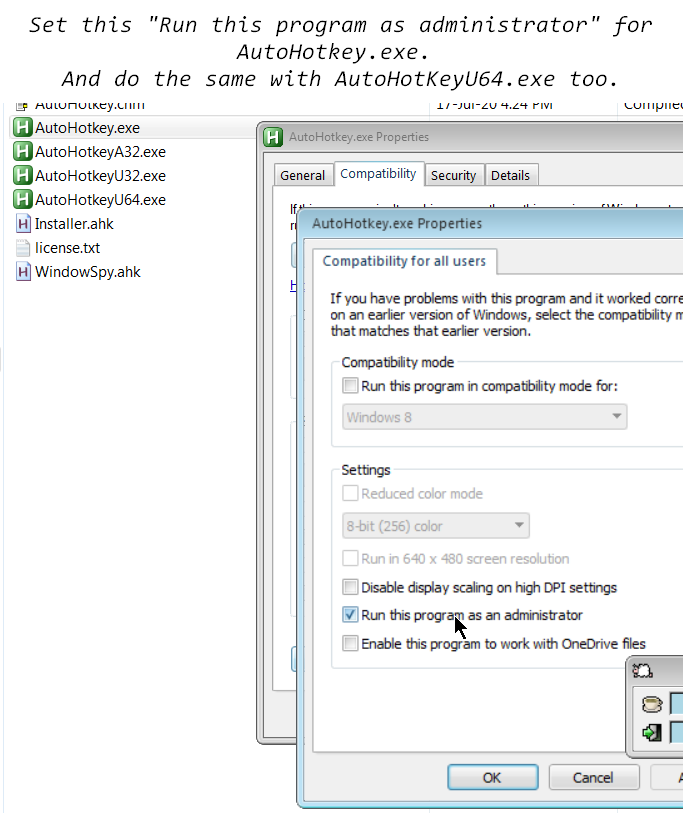 Set this "Run this program as administrator" for
AutoHotkey.exe.
And do the same with AutoHotKeyU64.exe too.
AutoHotkey.chm 17-Jul-20 4:24 PM Compiled
AutoHotkey.exe
AutoHotkeyA32.exe
AutoHotkeyU32.exe
AutoHotkeyU64.exe
Installer.ahk
license.txt
WindowSpy.ahk
AutoHotkey.exe Properties
General Compatibility Security Details
AutoHotkey.exe Properties
Compatibility for all users
If you have problems with this program and it worked corre
on an earlier version of Windows, select the compatibility m
that matches that earlier version.
Compatibility mode
Run this program in compatibility mode for:
Windows 8
Settings
Reduced color mode
8-bit (256) color
Run in 640 x 480 screen resolution
Disable display scaling on high DPI settings
Run this program as an administrator
Enable this program to work with OneDrive files
OK Cancel A